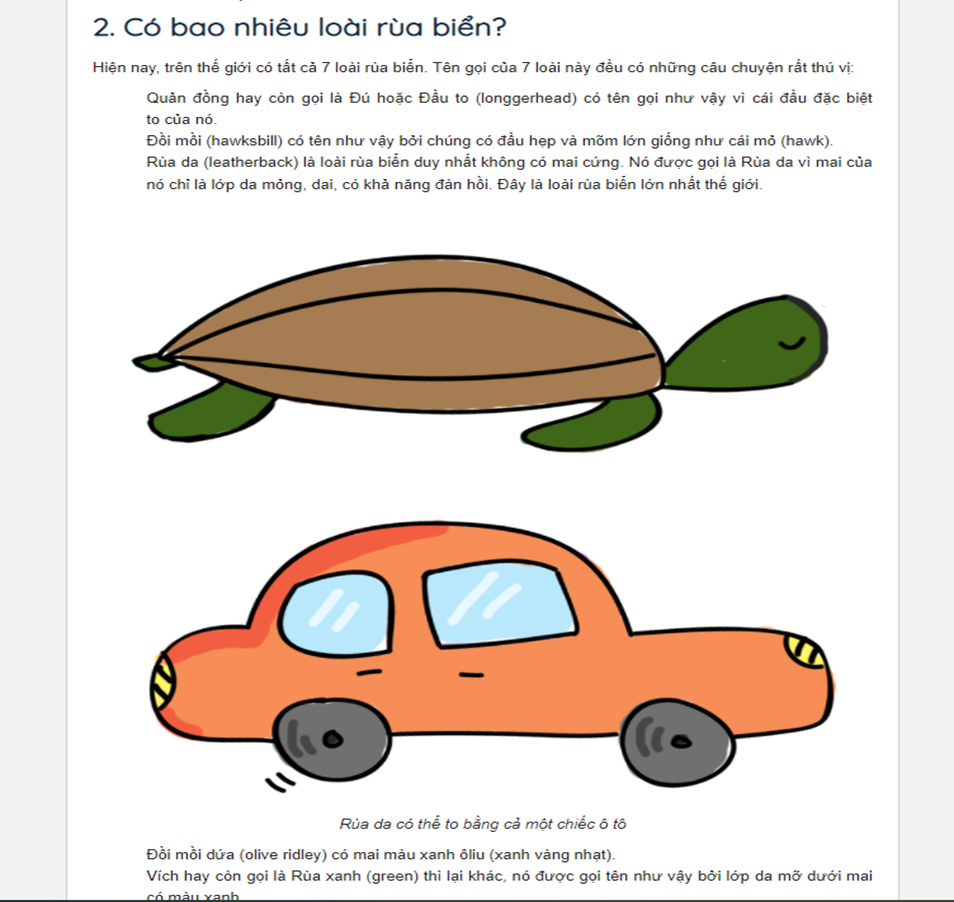 2. Có bao nhiêu loài rùa biển?
Hiện nay, trên thế giới có tất cả 7 loài rùa biển. Tên gọi của 7 loài này đều có những câu chuyện rất thú vị:
Quản đồng hay còn gọi là Đú hoặc Đầu to (longgerhead) có tên gọi như vậy vì cái đầu đặc biệt
to của nó.
Đồi mồi (hawksbill) có tên như vậy bởi chúng có đầu hẹp và mõm lớn giống như cái mỏ (hawk).
Rùa da (leatherback) là loài rùa biển duy nhất không có mai cứng. Nó được gọi là Rùa da vì mai của
nó chỉ là lớp da mỏng, dai, có khả năng đàn hồi. Đây là loài rùa biển lớn nhất thế giới.
Rùa da có thể to bằng cả một chiếc ô tô
Đồi mồi dứa (olive ridley) có mai màu xanh ôliu (xanh vàng nhạt).
Vích hay còn gọi là Rùa xanh (green) thì lại khác, nó được gọi tên như vậy bởi lớp da mỡ dưới mai
có màu xanh